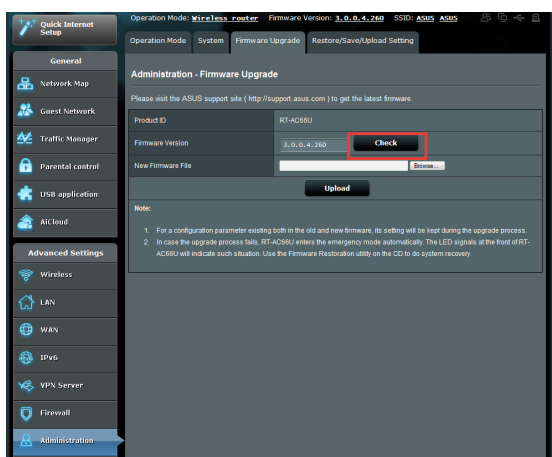 Quick Internet
Setup
Operation Mode: Wireless router Firmware Version: 3.0.0.4.260 SSID: ASUS ASUS
Operation Mode System Firmware Upgrade Restore/Save/Upload Setting
General
Network Map
Guest Network
Traffic Manager
Parental control
USB application
AiCloud
Advanced Settings
Wireless
LAN
WAN
IPv6
VPN Server
Firewall
Administration
Administration - Firmware Upgrade
Please visit the ASUS support site ( http://support.asus.com ) to get the latest firmware.
Product ID RT-AC66U
Firmware Version 3.0.0.4.260 Check
New Firmware File Browse...
Upload
Note:
1. For a configuration parameter existing both in the old and new firmware, its setting will be kept during the upgrade process.
2. In case the upgrade process fails, RT-AC66U enters the emergency mode automatically. The LED signals at the front of RT-
AC66U will indicate such situation. Use the Firmware Restoration utility on the CD to do system recovery.